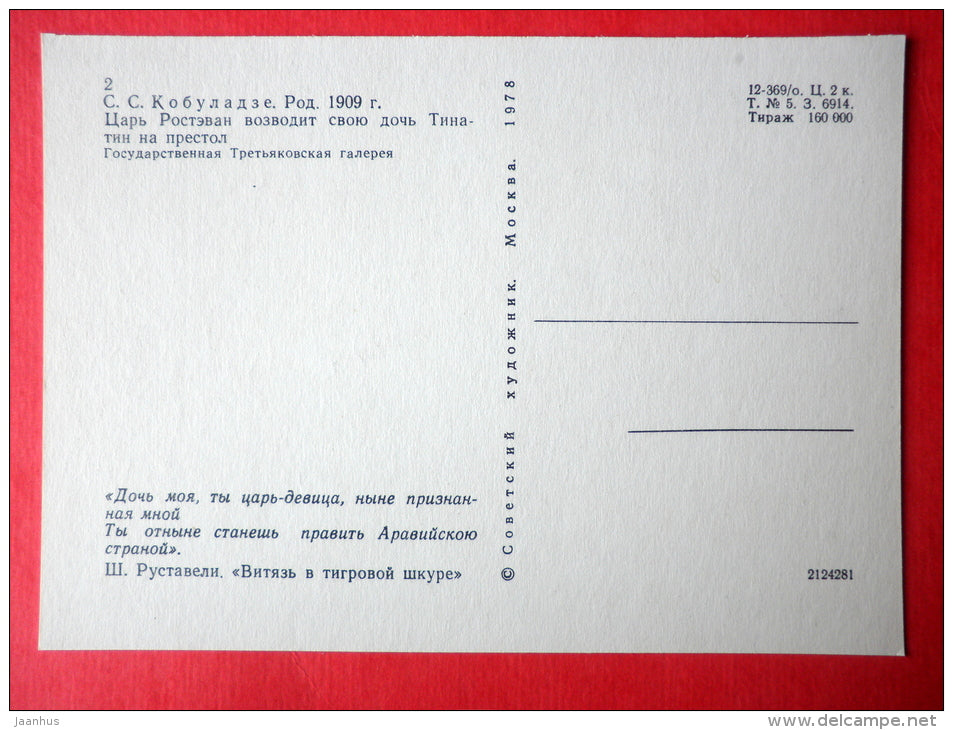 2
С. С. Кобуладзе. Род. 1909 г.
Царь Ростэван возводит свою дочь Тина-
тин на престол
Государственная Третьяковская галерея
«Дочь моя, ты царь-девица, ныне признан-
ная мной
Ты отныне станешь править Аравийскою
страной».
Ш. Руставели. «Витязь в тигровой шкуре»
© Советский художник. Москва. 1978
12-369/о. Ц. 2 к.
Т. № 5. З. 6914.
Тираж 160 000
2124281
jaanhus
www.delcampe.net